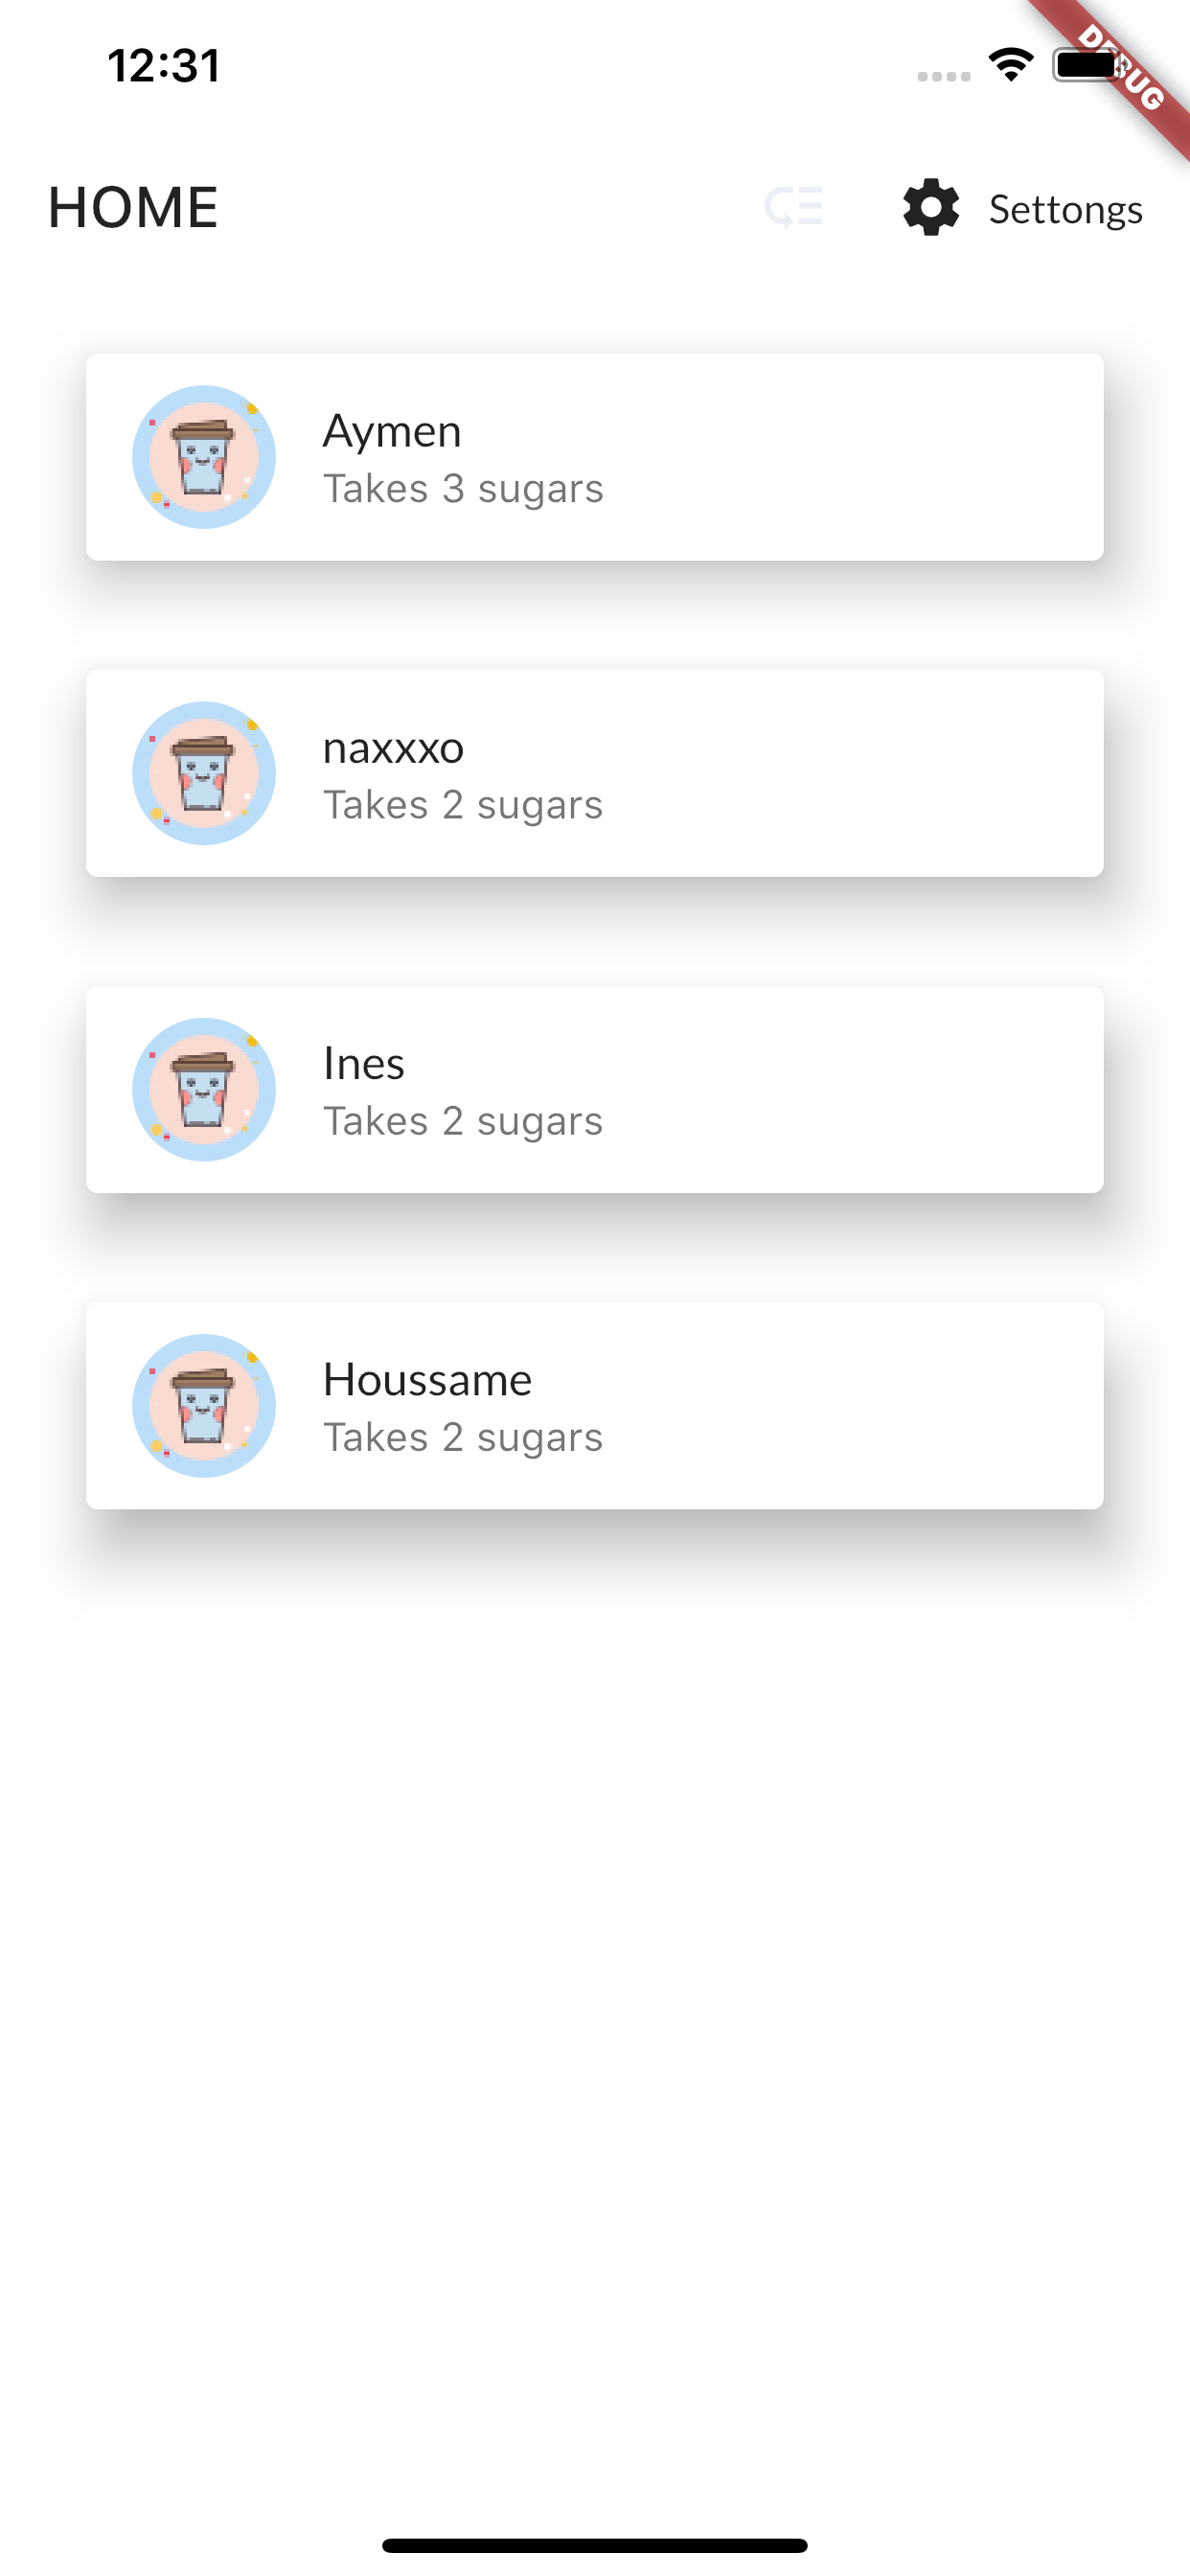 12:31
DEBUG
HOME
Settongs
Aymen
Takes 3 sugars
naxxxo
Takes 2 sugars
Ines
Takes 2 sugars
Houssame
Takes 2 sugars